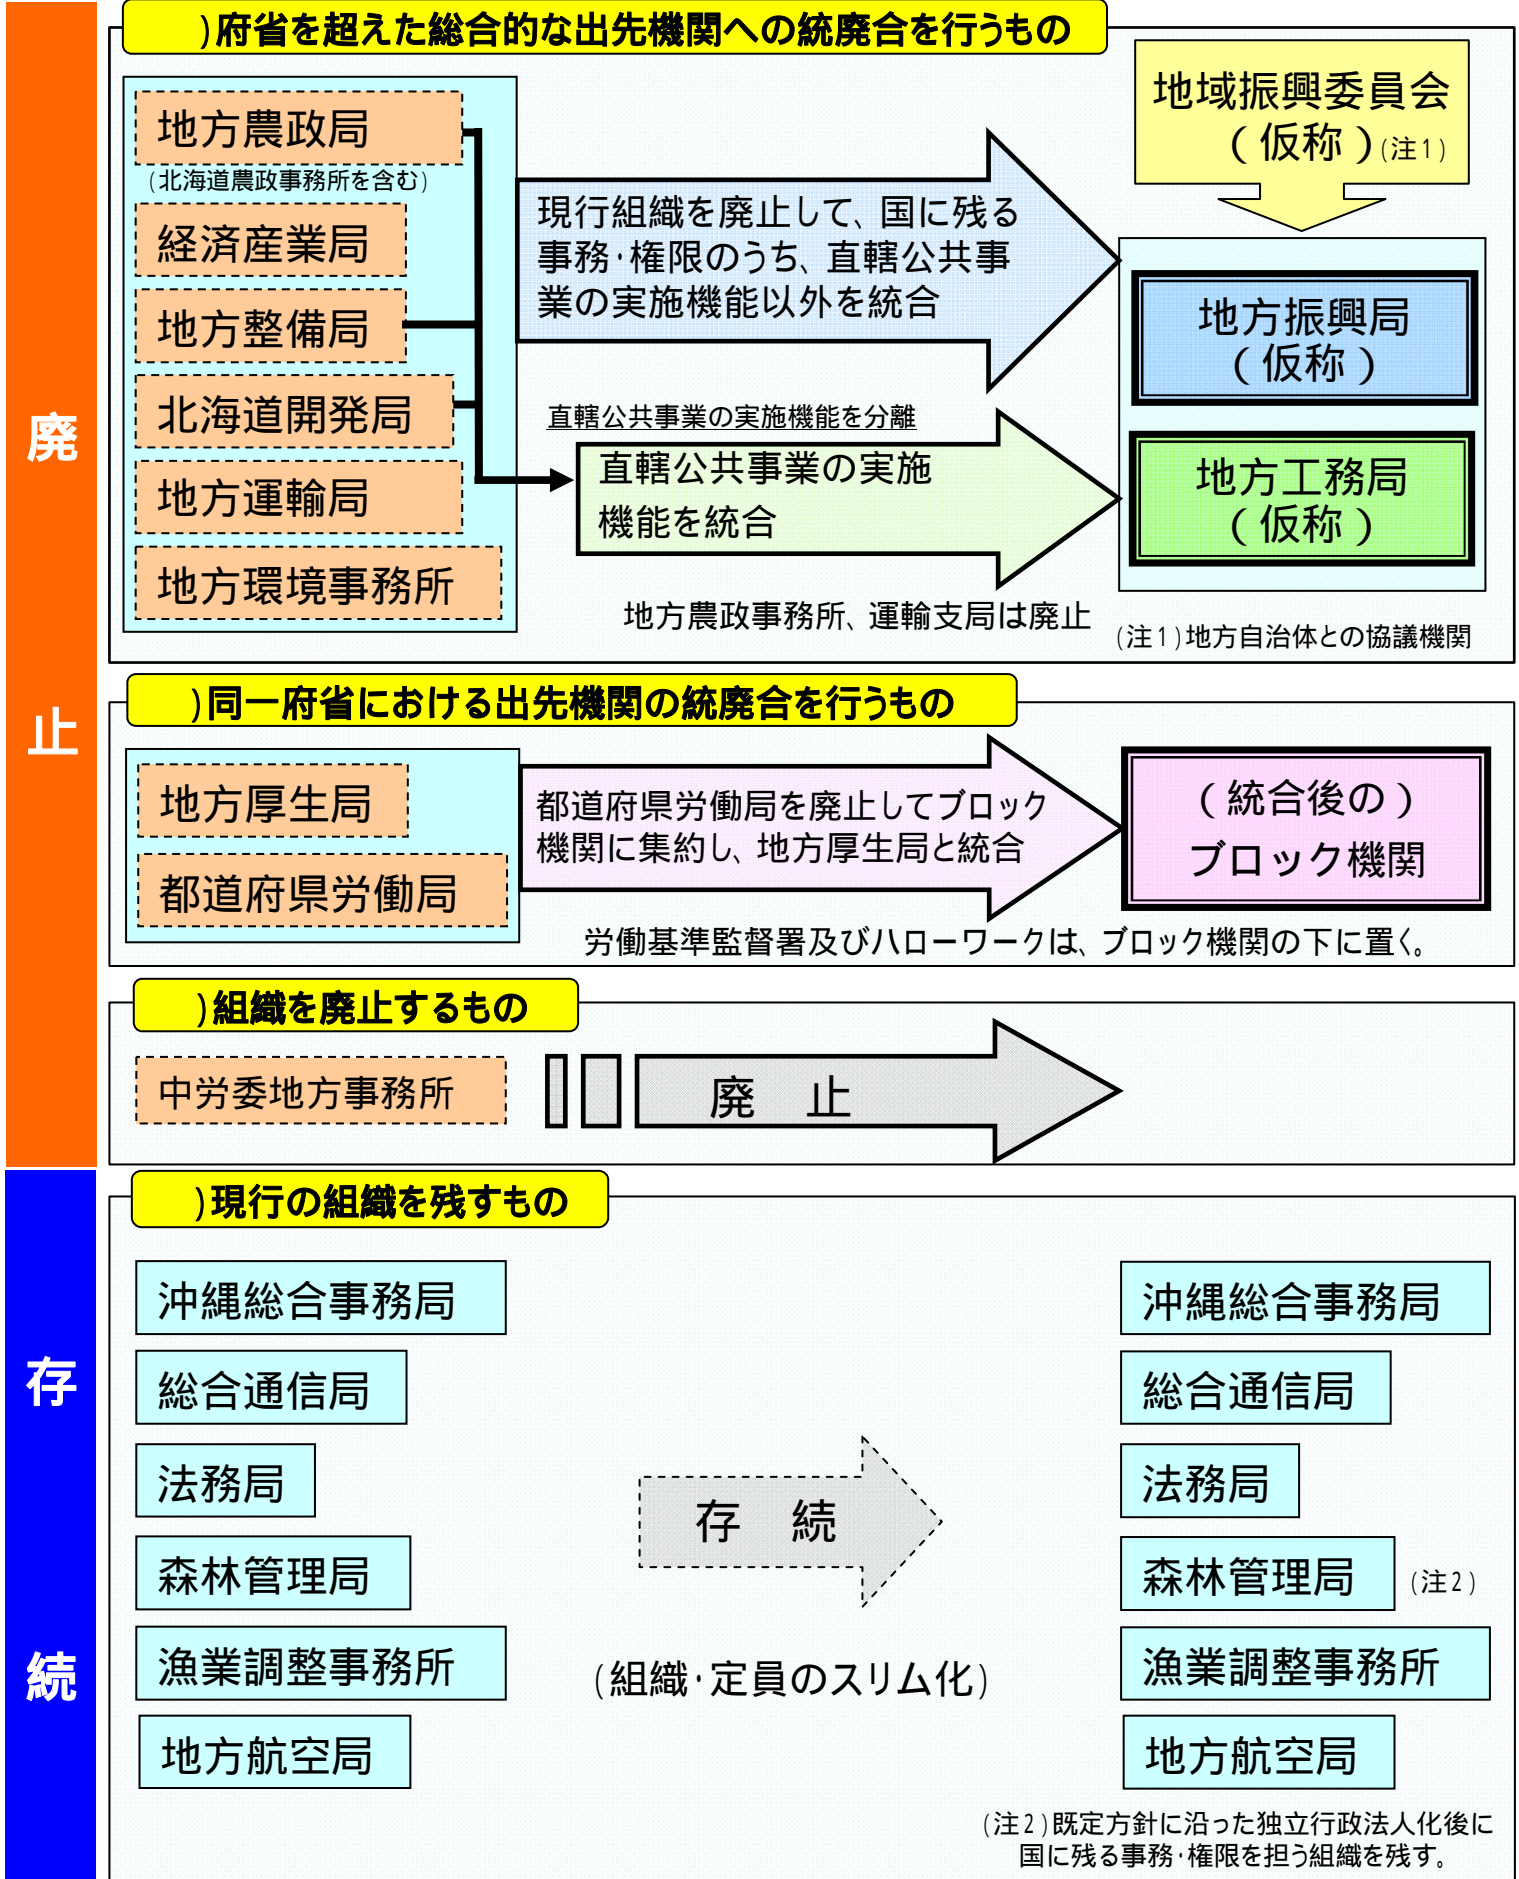 廃
止
)府省を超えた総合的な出先機関への統廃合を行うもの
地方農政局
(北海道農政事務所を含む)
経済産業局
地方整備局
北海道開発局
地方運輸局
地方環境事務所
現行組織を廃止して、国に残る
事務・権限のうち、直轄公共事
業の実施機能以外を統合
直轄公共事業の実施機能を分離
直轄公共事業の実施
機能を統合
地方農政事務所、運輸支局は廃止
地域振興委員会
(仮称)(注1)
地方振興局
(仮称)
地方工務局
(仮称)
(注1)地方自治体との協議機関
)同一府省における出先機関の統廃合を行うもの
地方厚生局
都道府県労働局
都道府県労働局を廃止してブロック
機関に集約し、地方厚生局と統合
(統合後の)
ブロック機関
労働基準監督署及びハローワークは、ブロック機関の下に置く。
)組織を廃止するもの
中労委地方事務所
廃 止
存
続
)現行の組織を残すもの
沖縄総合事務局
総合通信局
法務局
森林管理局
漁業調整事務所
地方航空局
存 続
(組織・定員のスリム化)
沖縄総合事務局
総合通信局
法務局
森林管理局 (注2)
漁業調整事務所
地方航空局
(注2)既定方針に沿った独立行政法人化後に
国に残る事務・権限を担う組織を残す。